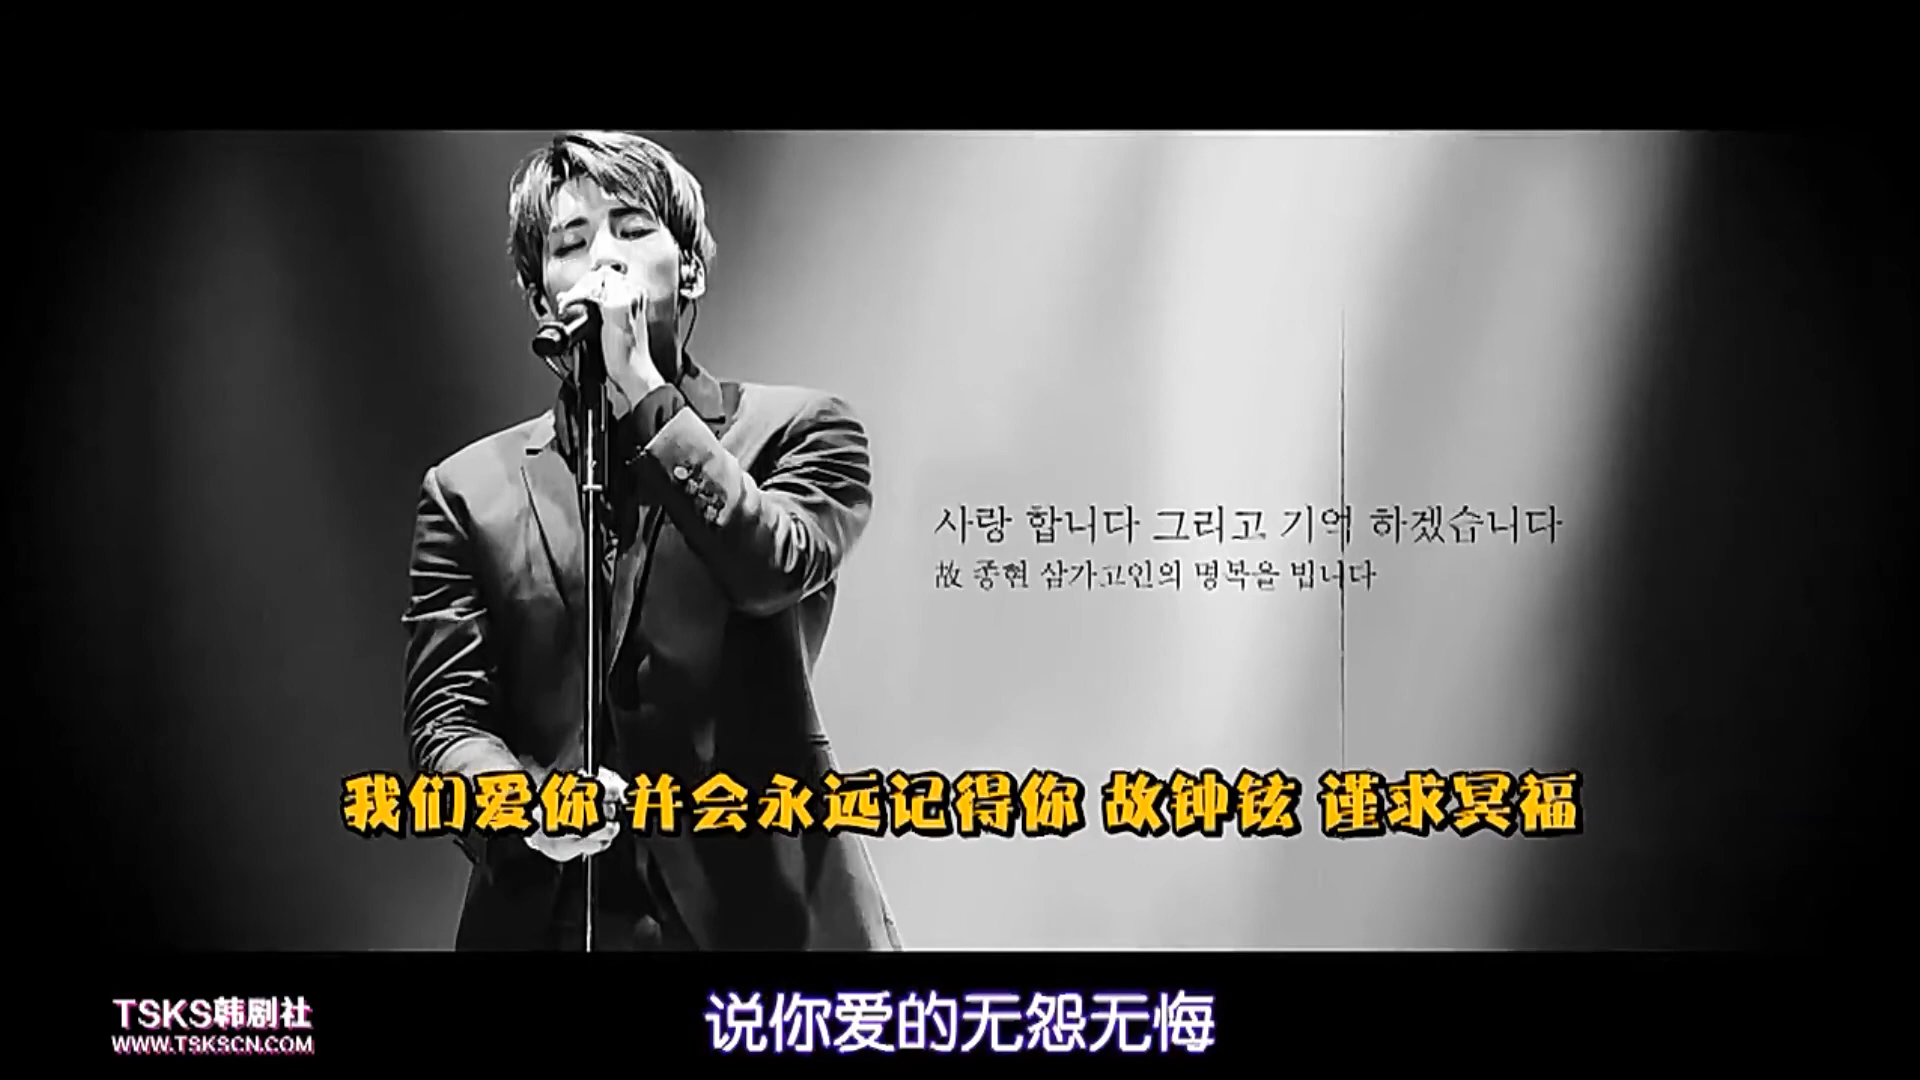 사랑 합니다 그리고 기억 하겠습니다
故 종현 삼가고인의 명복을 빕니다
我们爱你 并会永远记得你 故钟铉 谨求冥福
说你爱的无怨无悔
TSKS韩剧社
WWW.TSKSCN.COM